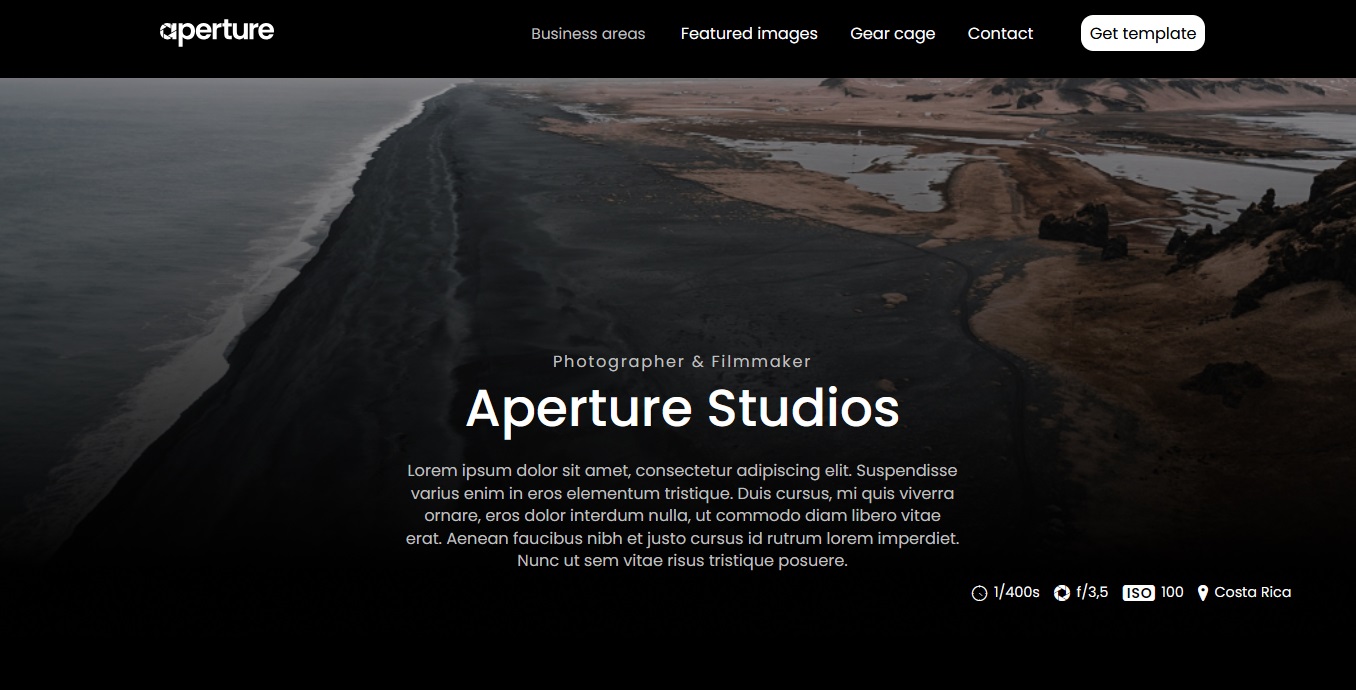 aperture
Business areas Featured images Gear cage Contact Get template
Photographer & Filmmaker
Aperture Studios
Lorem ipsum dolor sit amet, consectetur adipiscing elit. Suspendisse
varius enim in eros elementum tristique. Duis cursus, mi quis viverra
ornare, eros dolor interdum nulla, ut commodo diam libero vitae
erat. Aenean faucibus nibh et justo cursus id rutrum lorem imperdiet.
Nunc ut sem vitae risus tristique posuere.
1/400s f/3,5 ISO 100 Costa Rica